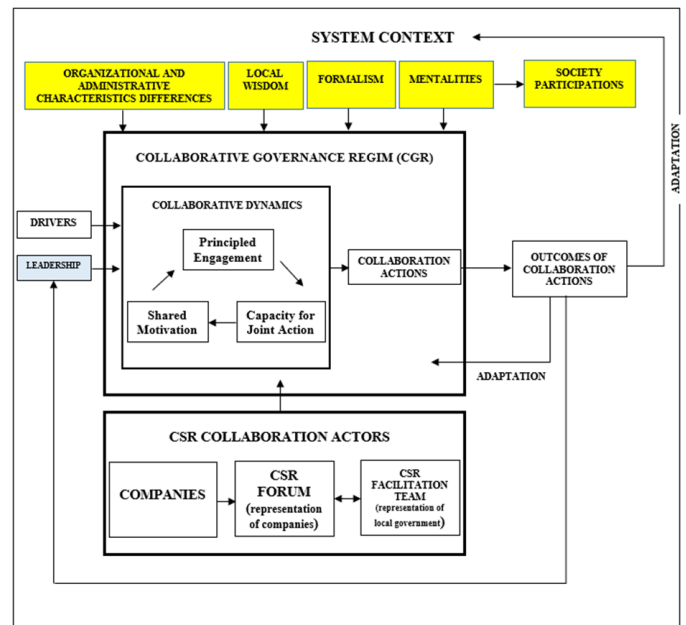 SYSTEM CONTEXT
ORGANIZATIONAL AND
ADMINISTRATIVE
CHARACTERISTICS DIFFERENCES
LOCAL
WISDOM
FORMALISM
MENTALITIES
SOCIETY
PARTICIPATIONS
ADAPTATION
COLLABORATIVE GOVERNANCE REGIM (CGR)
COLLABORATIVE DYNAMICS
DRIVERS
LEADERSHIP
Principled
Engagement
Shared
Motivation
Capacity for
Joint Action
COLLABORATION
ACTIONS
OUTCOMES OF
COLLABORATION
ACTIONS
ADAPTATION
CSR COLLABORATION ACTORS
COMPANIES
CSR
FORUM
(representation
of companies)
CSR
FACILITATION
TEAM
(representation of
local government)